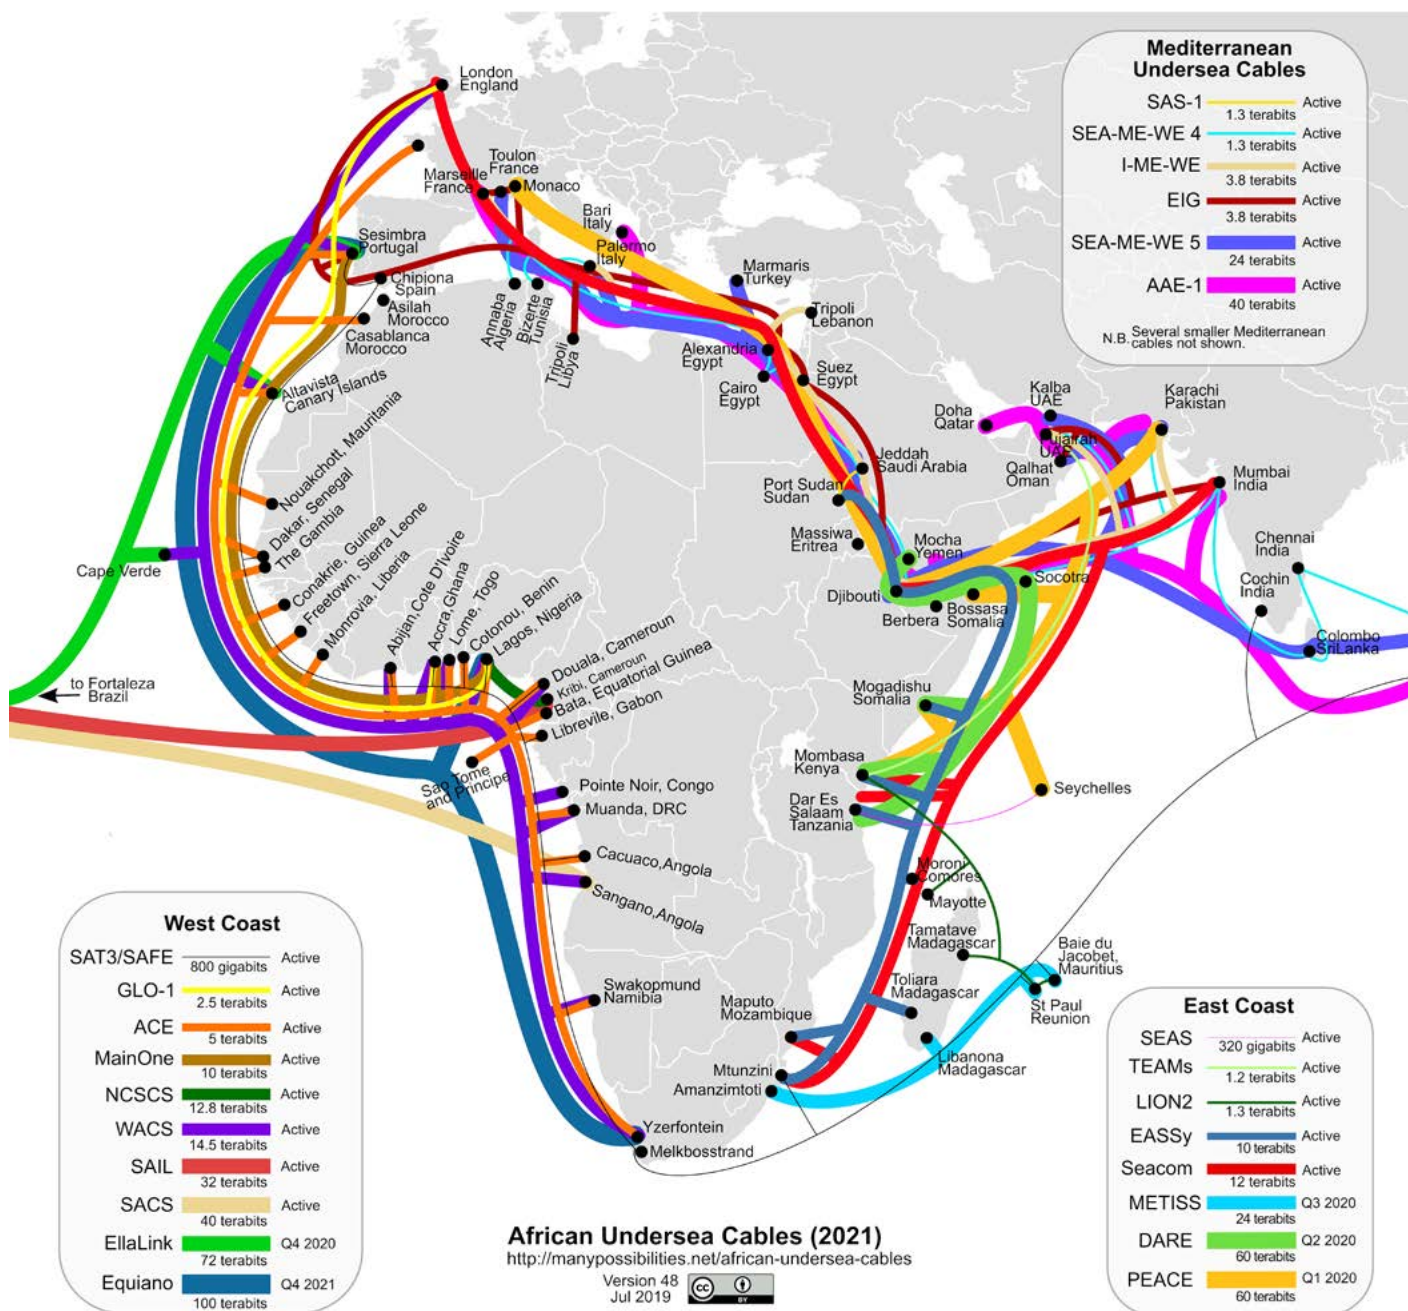 London
England
Toulon
France
Marseille
France
Monaco
Bari
Italy
Palermo
Italy
Sesimbra
Portugal
Chipiona
Spain
Asilah
Morocco
Casablanca
Morocco
Annaba
Algeria
Bizerte
Tunisia
Tripoli
Libya
Marmaris
Turkey
Tripoli
Lebanon
Alexandria
Egypt
Cairo
Egypt
Suez
Egypt
Mediterranean
Undersea Cables
SAS-1
1.3 terabits
Active
SEA-ME-WE 4
1.3 terabits
Active
I-ME-WE
3.8 terabits
Active
EIG
3.8 terabits
Active
SEA-ME-WE 5
24 terabits
Active
AAE-1
40 terabits
Active
N.B. Several smaller Mediterranean
cables not shown.
Altavista
Canary Islands
Nouakchott, Mauritania
Dakar, Senegal
The Gambia
Cape Verde
Conakrie, Guinea
Freetown, Sierra Leone
Monrovia, Liberia
Abijan,Cote D'Ivoire
Accra,Ghana
Lome, Togo
Cotonou, Benin
Lagos, Nigeria
Douala, Cameroun
Kribi, Cameroun
Bata, Equatorial Guinea
Librevile, Gabon
Sao Tome
and Principe
Pointe Noir, Congo
Muanda, DRC
Cacuaco,Angola
Sangano,Angola
Swakopmund
Namibia
Yzerfontein
Melkbosstrand
to Fortaleza
Brazil
Doha
Qatar
Kalba
UAE
Fujairah
UAE
Qalhat
Oman
Karachi
Pakistan
Mumbai
India
Chennai
India
Cochin
India
Colombo
SriLanka
Jeddah
Saudi Arabia
Port Sudan
Sudan
Massiwa
Eritrea
Mocha
Yemen
Djibouti
Berbera
Bossasa
Somalia
Socotra
Mogadishu
Somalia
Mombasa
Kenya
Dar Es
Salaam
Tanzania
Seychelles
Moroni
Comores
Mayotte
Tamatave
Madagascar
Toliara
Madagascar
Baie du
Jacobet,
Mauritius
St Paul
Reunion
Libanona
Madagascar
Maputo
Mozambique
Mtunzini
Amanzimtoti
West Coast
SAT3/SAFE
800 gigabits
Active
GLO-1
2.5 terabits
Active
ACE
5 terabits
Active
MainOne
10 terabits
Active
NCSCS
12.8 terabits
Active
WACS
14.5 terabits
Active
SAIL
32 terabits
Active
SACS
40 terabits
Active
EllaLink
72 terabits
Q4 2020
Equiano
100 terabits
Q4 2021
East Coast
SEAS
320 gigabits
Active
TEAMs
1.2 terabits
Active
LION2
1.3 terabits
Active
EASSy
10 terabits
Active
Seacom
12 terabits
Active
METISS
24 terabits
Q3 2020
DARE
60 terabits
Q2 2020
PEACE
60 terabits
Q1 2020
African Undersea Cables (2021)
http://manypossibilities.net/african-undersea-cables
Version 48
Jul 2019
cc
BY